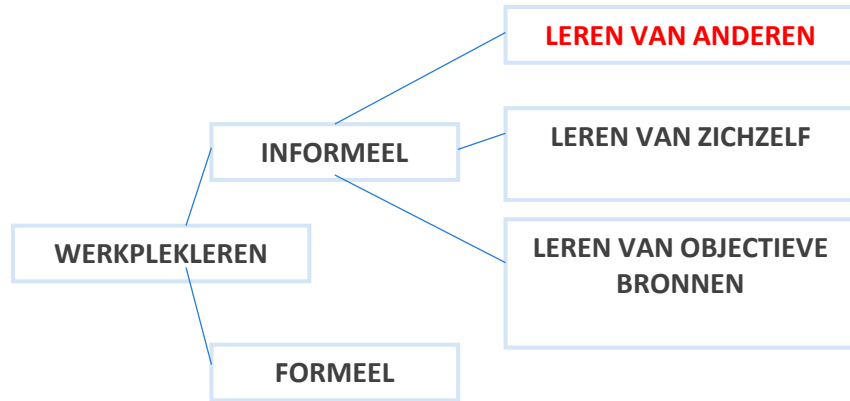 LEREN VAN ANDEREN
INFORMEEL
LEREN VAN ZICHZELF
WERKPLEKLEREN
LEREN VAN OBJECTIEVE
BRONNEN
FORMEEL